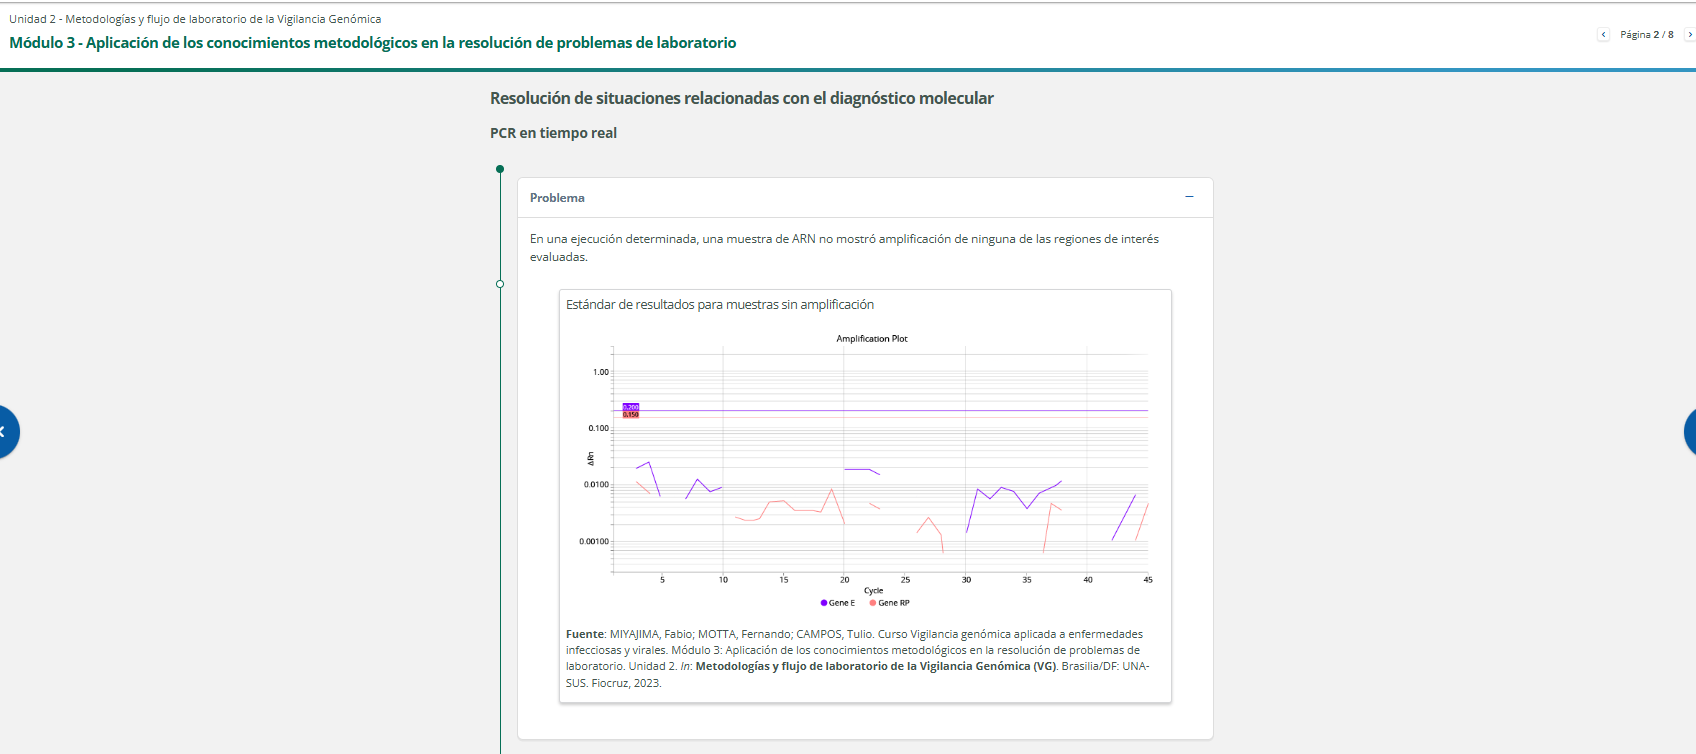 Unidad 2 - Metodologías y flujo de laboratorio de la Vigilancia Genómica
Módulo 3 - Aplicación de los conocimientos metodológicos en la resolución de problemas de laboratorio
Página 2 / 8
Resolución de situaciones relacionadas con el diagnóstico molecular
PCR en tiempo real
Problema
En una ejecución determinada, una muestra de ARN no mostró amplificación de ninguna de las regiones de interés
evaluadas.
Estándar de resultados para muestras sin amplificación
Amplification Plot
1.00
0.200
0.150
0.100
ΔRn
0.0100
0.00100
5 10 15 20 25 30 35 40 45
Cycle
Gene E Gene RP
Fuente: MIYAJIMA, Fabio; MOTTA, Fernando; CAMPOS, Tulio. Curso Vigilancia genómica aplicada a enfermedades
infecciosas y virales. Módulo 3: Aplicación de los conocimientos metodológicos en la resolución de problemas de
laboratorio. Unidad 2. In: Metodologías y flujo de laboratorio de la Vigilancia Genómica (VG). Brasilia/DF: UNA-
SUS. Fiocruz, 2023.